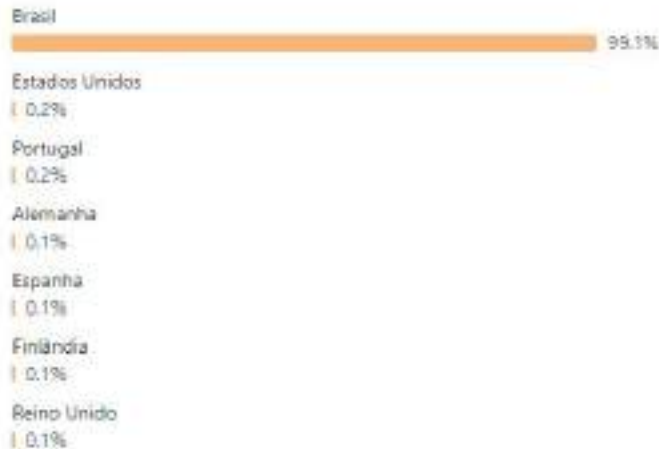 Brasil
99.1%
Estados Unidos
0.2%
Portugal
0.2%
Alemanha
0.1%
Espanha
0.1%
Finlândia
0.1%
Reino Unido
0.1%